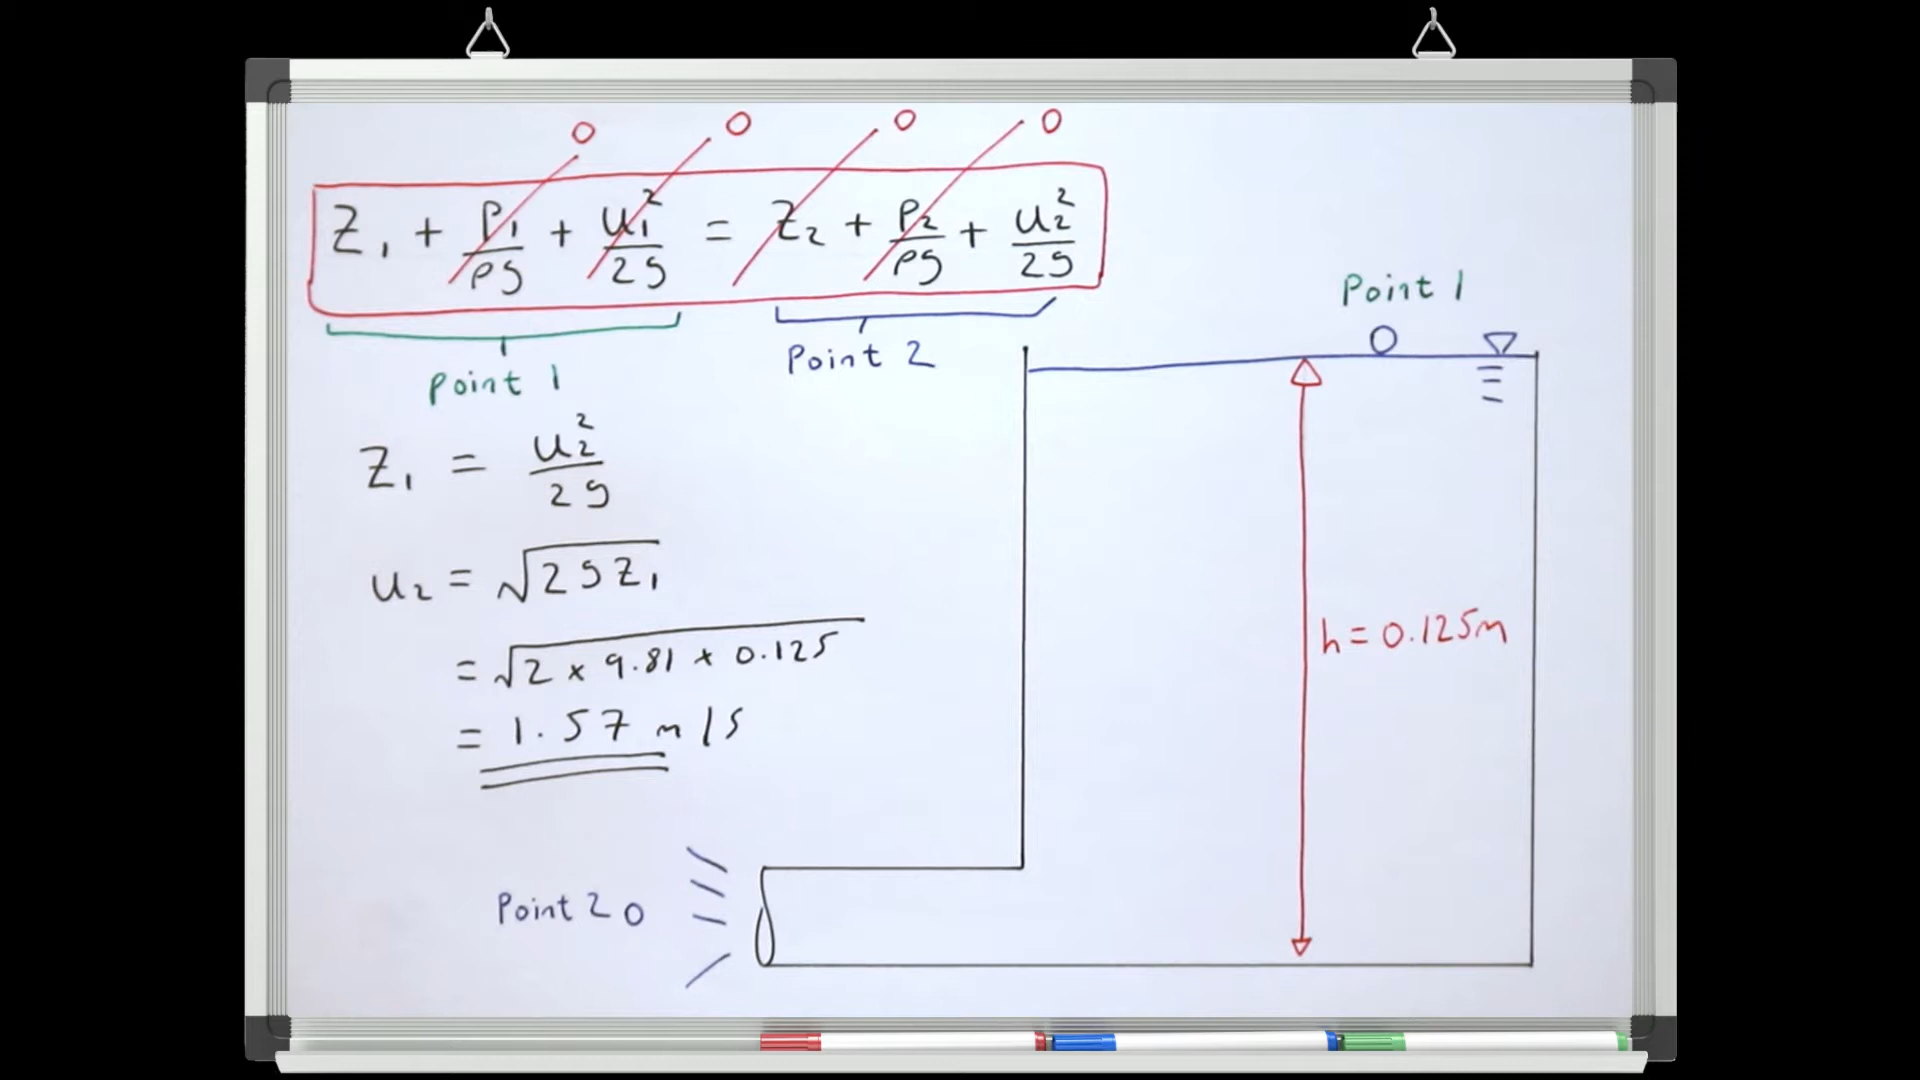 0 0 0 0
Z₁ + P₁/ρg + u₁²/2g = Z₂ + P₂/ρg + u₂²/2g
Point 1
Point 2
Z₁ = u₂²/2g
u₂ = √2gZ₁
= √2 × 9.81 × 0.125
= 1.57 m/s
Point 1
h = 0.125m
Point 2